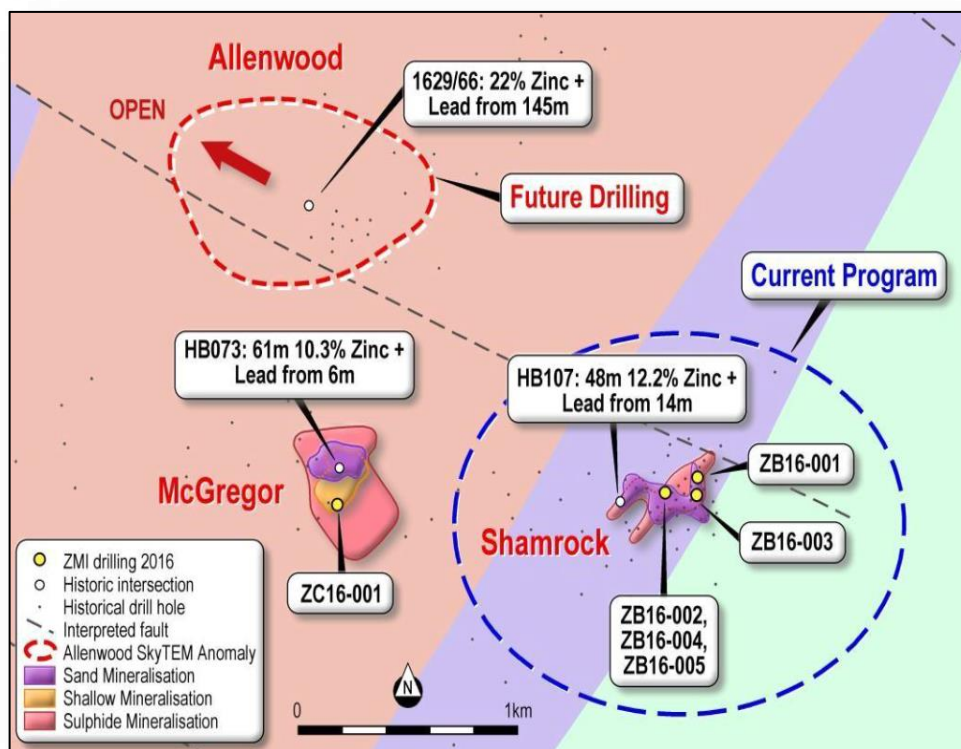 Allenwood
OPEN
1629/66: 22% Zinc +
Lead from 145m
Future Drilling
Current Program
HB073: 61m 10.3% Zinc +
Lead from 6m
HB107: 48m 12.2% Zinc +
Lead from 14m
McGregor
ZC16-001
Shamrock
ZB16-001
ZB16-003
ZB16-002,
ZB16-004,
ZB16-005
ZMI drilling 2016
Historic intersection
Historical drill hole
Interpreted fault
Allenwood SkyTEM Anomaly
Sand Mineralisation
Shallow Mineralisation
Sulphide Mineralisation
N
0 1km